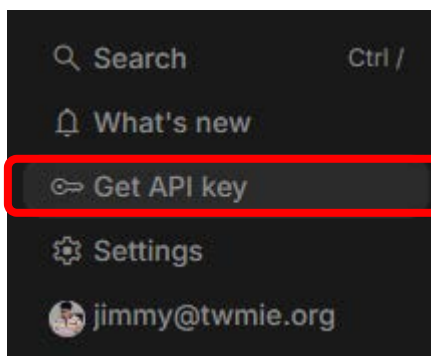 Search Ctrl /
What's new
Get API key
Settings
jimmy@twmie.org